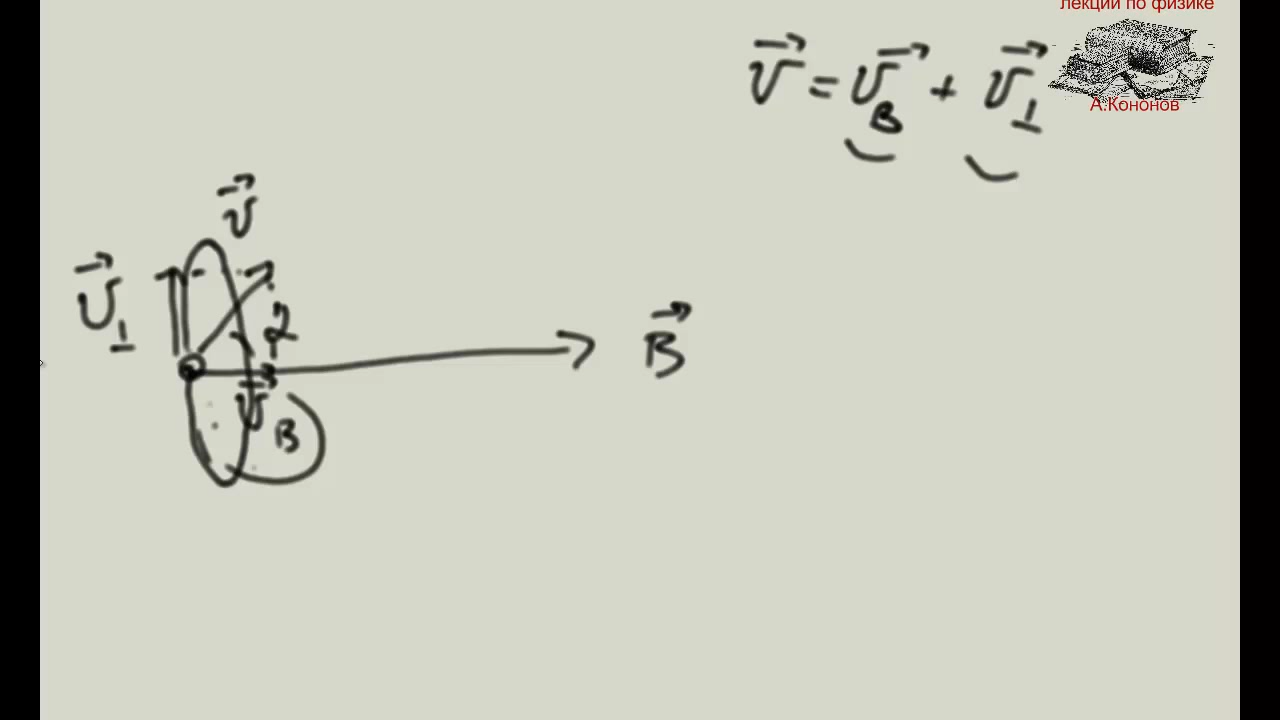 лекции по физике
А.Кононов
v⃗ = v⃗_B + v⃗_⊥
v⃗
v⃗_⊥
α
B⃗
v⃗_B